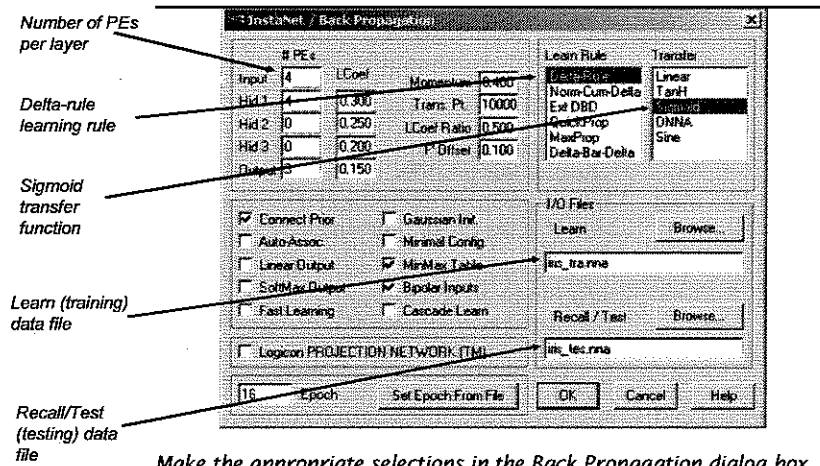 Number of PEs
per layer
Delta-rule
learning rule
Sigmoid
transfer
function
Learn (training)
data file
Recall/Test
(testing) data
file
InstaNet / Back Propagation
# PEs
LCoef
Input 4
Hid 1 4 0.300
Hid 2 0 0.250
Hid 3 0 0.200
Output 3 0.150
Momentum 0.400
Trans. Pt. 10000
LCoef Ratio 0.500
F' Offset 0.100
Learn Rule
Delta-Rule
Norm-Cum-Delta
Ext DBD
QuickProp
MaxProp
Delta-Bar-Delta
Transfer
Linear
TanH
Sigmoid
DNNA
Sine
Connect Prior
Auto-Assoc.
Linear Output
SoftMax Output
Fast Learning
Gaussian Init.
Minimal Config
MinMax Table
Bipolar Inputs
Cascade Learn
Logicon PROJECTION NETWORK (TM)
I/O Files
Learn Browse...
iris_tra.nna
Recall / Test Browse...
iris_tes.nna
16 Epoch Set Epoch From File
OK Cancel Help
Make the appropriate selections in the Back Propagation dialog box